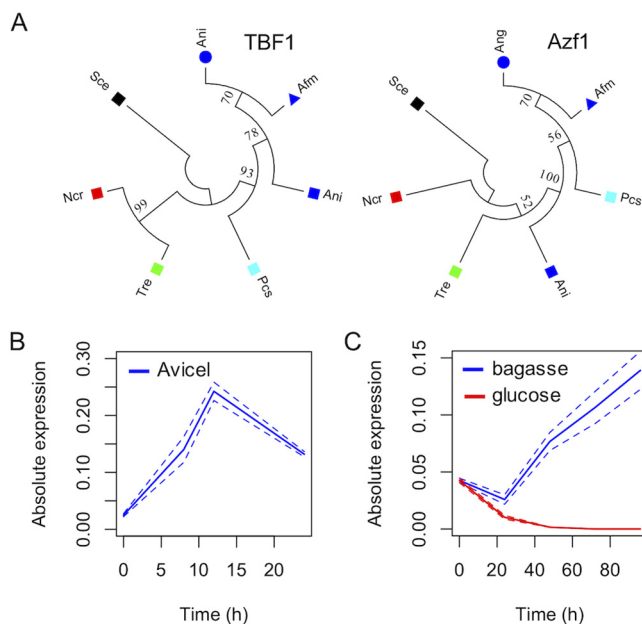 A
TBF1
Azf1
Ani
Sce
Afm
70
78
93
99
Ncr
Ani
Tre
Pcs
Ang
Sce
Afm
70
56
100
52
Ncr
Pcs
Tre
Ani
B
Absolute expression
0.30
0.20
0.10
0.00
Avicel
0 5 10 15 20
Time (h)
C
Absolute expression
0.15
0.10
0.05
0.00
bagasse
glucose
0 20 40 60 80
Time (h)